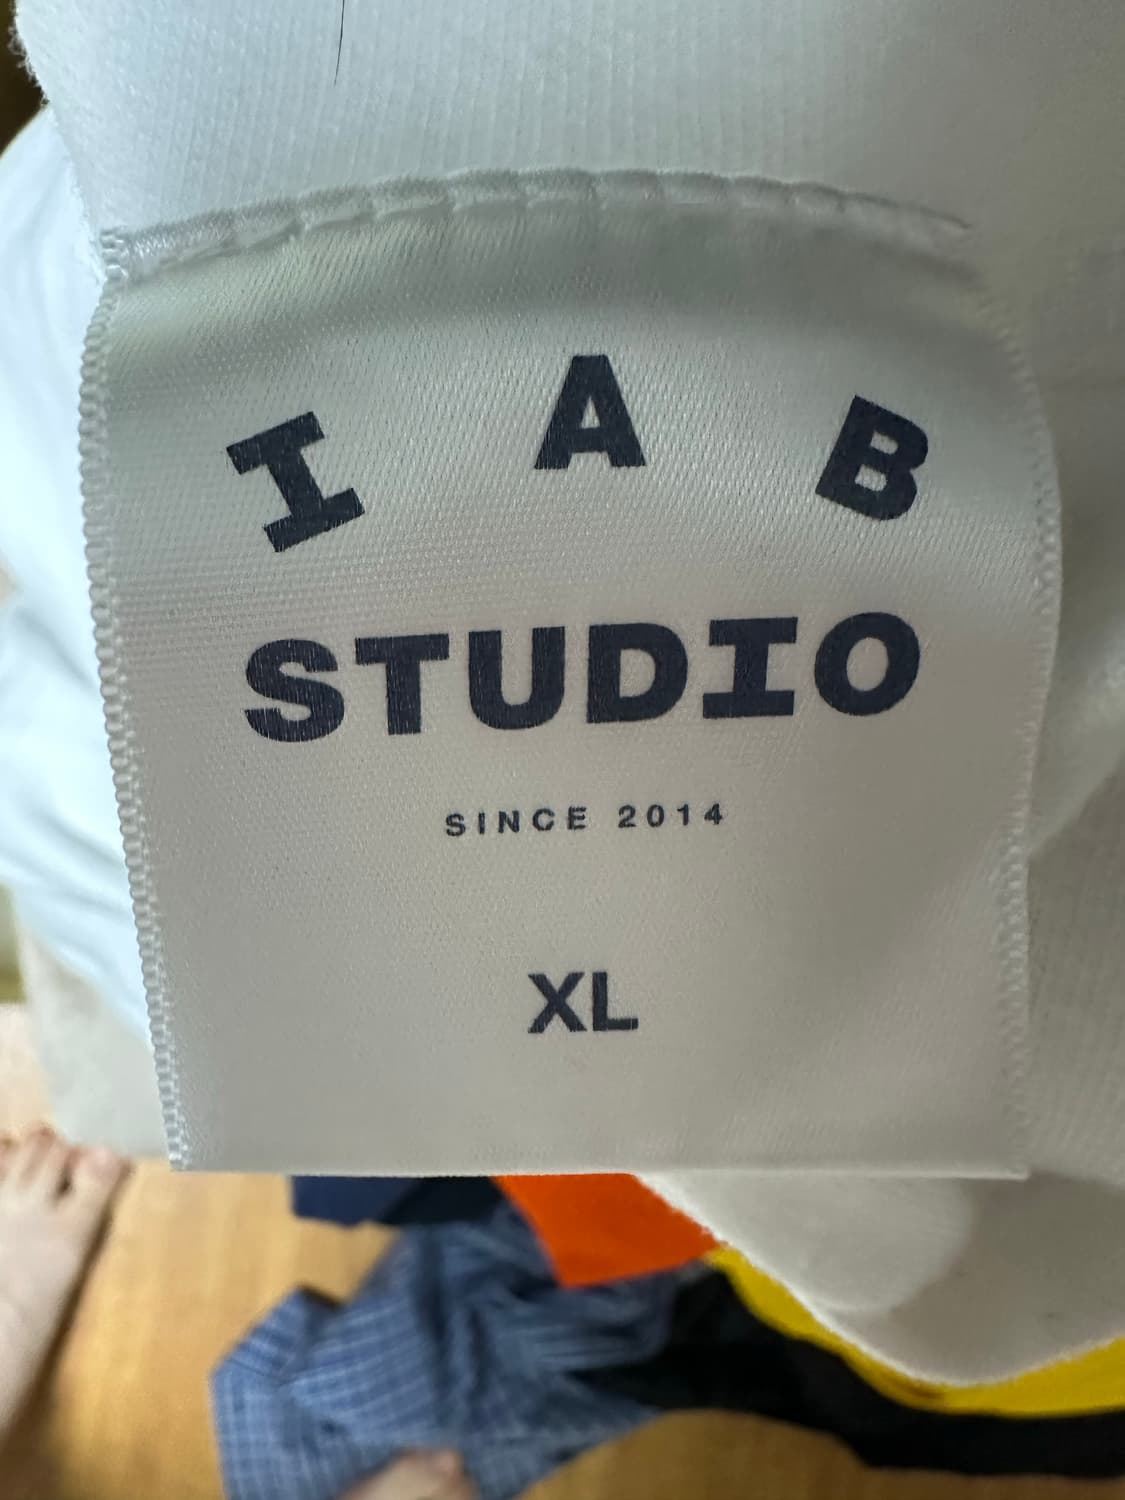 I A B
STUDIO
SINCE 2014
XL